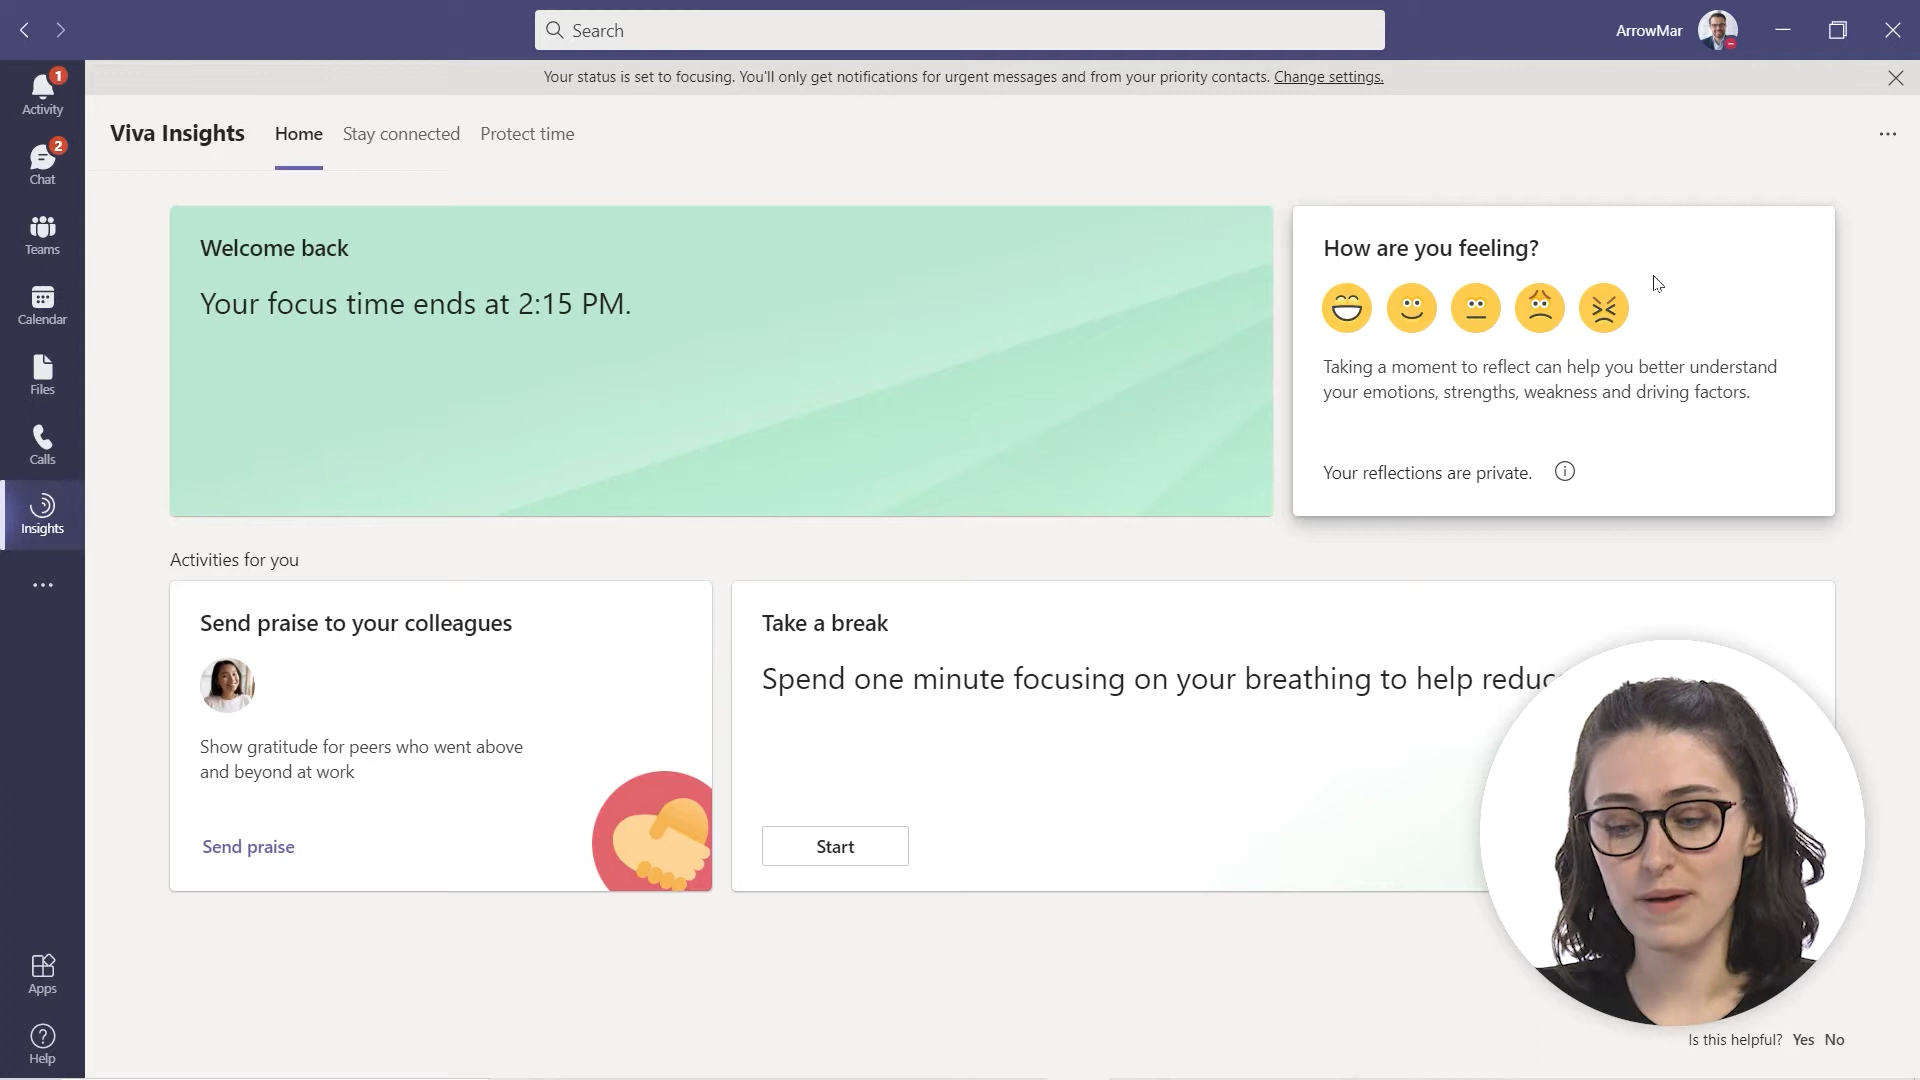 Search
ArrowMar
Your status is set to focusing. You'll only get notifications for urgent messages and from your priority contacts. Change settings.
1
Activity
2
Chat
Teams
Calendar
Files
Calls
Insights
Apps
Help
Viva Insights
Home
Stay connected
Protect time
Welcome back
Your focus time ends at 2:15 PM.
How are you feeling?
Taking a moment to reflect can help you better understand
your emotions, strengths, weakness and driving factors.
Your reflections are private.
Activities for you
Send praise to your colleagues
Show gratitude for peers who went above
and beyond at work
Send praise
Take a break
Spend one minute focusing on your breathing to help
Start
Is this helpful? Yes No